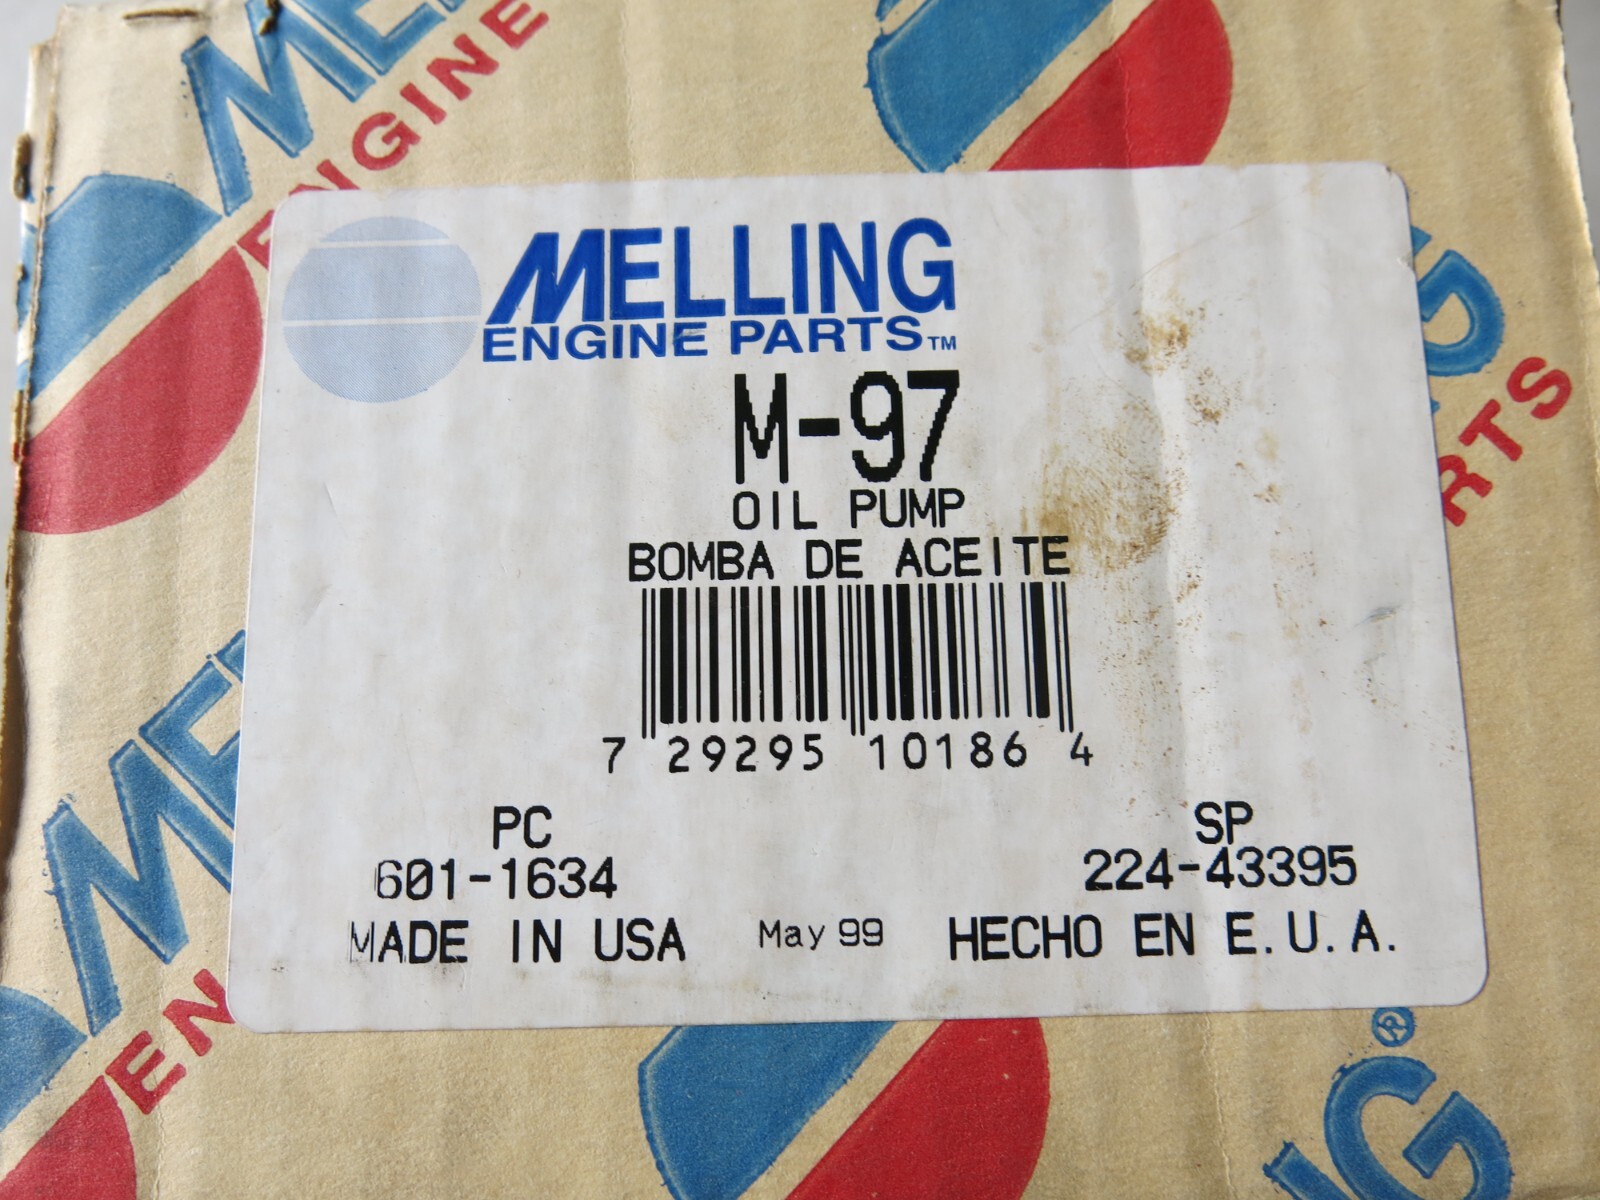 MELLING
ENGINE PARTS™
M-97
OIL PUMP
BOMBA DE ACEITE
7 29295 10186 4
PC
601-1634
SP
224-43395
MADE IN USA May 99 HECHO EN E.U.A.
ENGINE
®